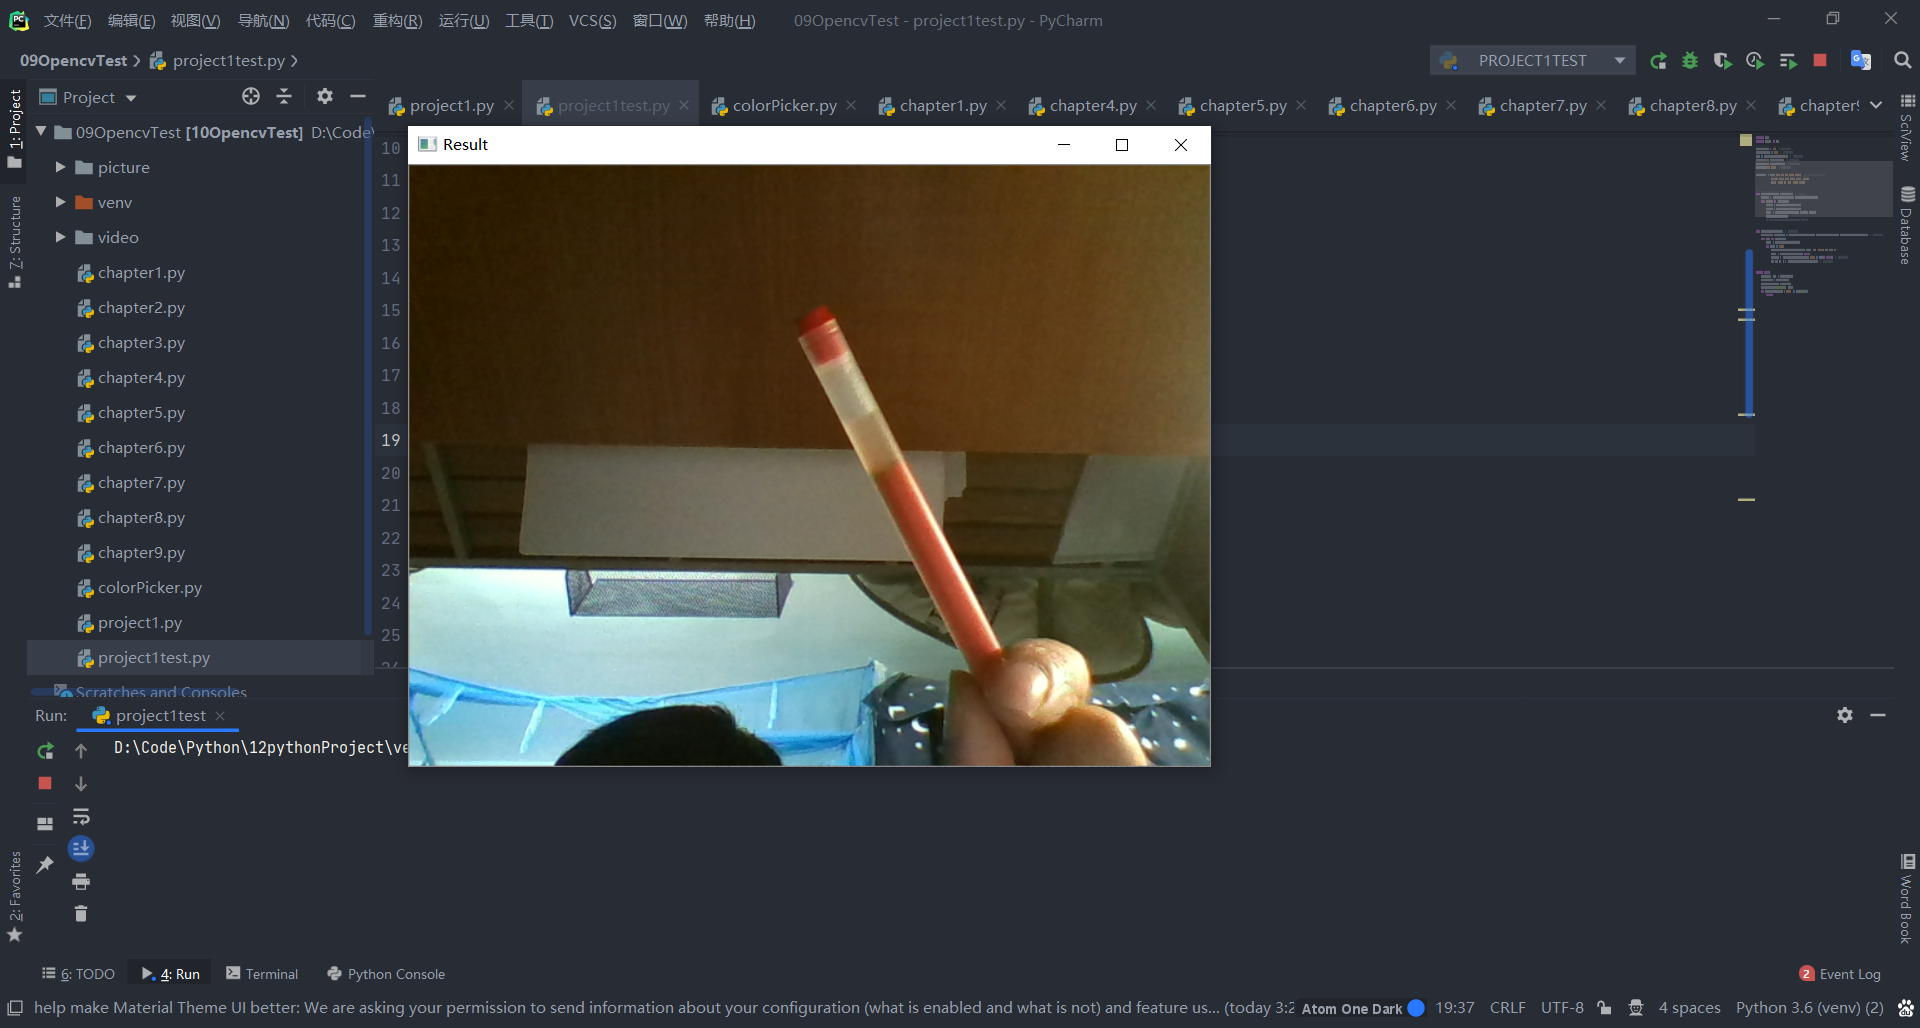 文件(F) 编辑(E) 视图(V) 导航(N) 代码(C) 重构(R) 运行(U) 工具(T) VCS(S) 窗口(W) 帮助(H) 09OpencvTest - project1test.py - PyCharm
09OpencvTest project1test.py PROJECT1TEST
Project
project1.py project1test.py colorPicker.py chapter1.py chapter4.py chapter5.py chapter6.py chapter7.py chapter8.py chapter9
1: Project
7: Structure
2: Favorites
09OpencvTest [10OpencvTest] D:\Code\
picture
venv
video
chapter1.py
chapter2.py
chapter3.py
chapter4.py
chapter5.py
chapter6.py
chapter7.py
chapter8.py
chapter9.py
colorPicker.py
project1.py
project1test.py
Scratches and Consoles
10
11
12
13
14
15
16
17
18
19
20
21
22
23
24
25
Result
SciView
Database
Word Book
Run: project1test
D:\Code\Python\12pythonProject\ve
6: TODO 4: Run Terminal Python Console 2 Event Log
help make Material Theme UI better: We are asking your permission to send information about your configuration (what is enabled and what is not) and feature us... (today 3:2 Atom One Dark 19:37 CRLF UTF-8 4 spaces Python 3.6 (venv) (2)